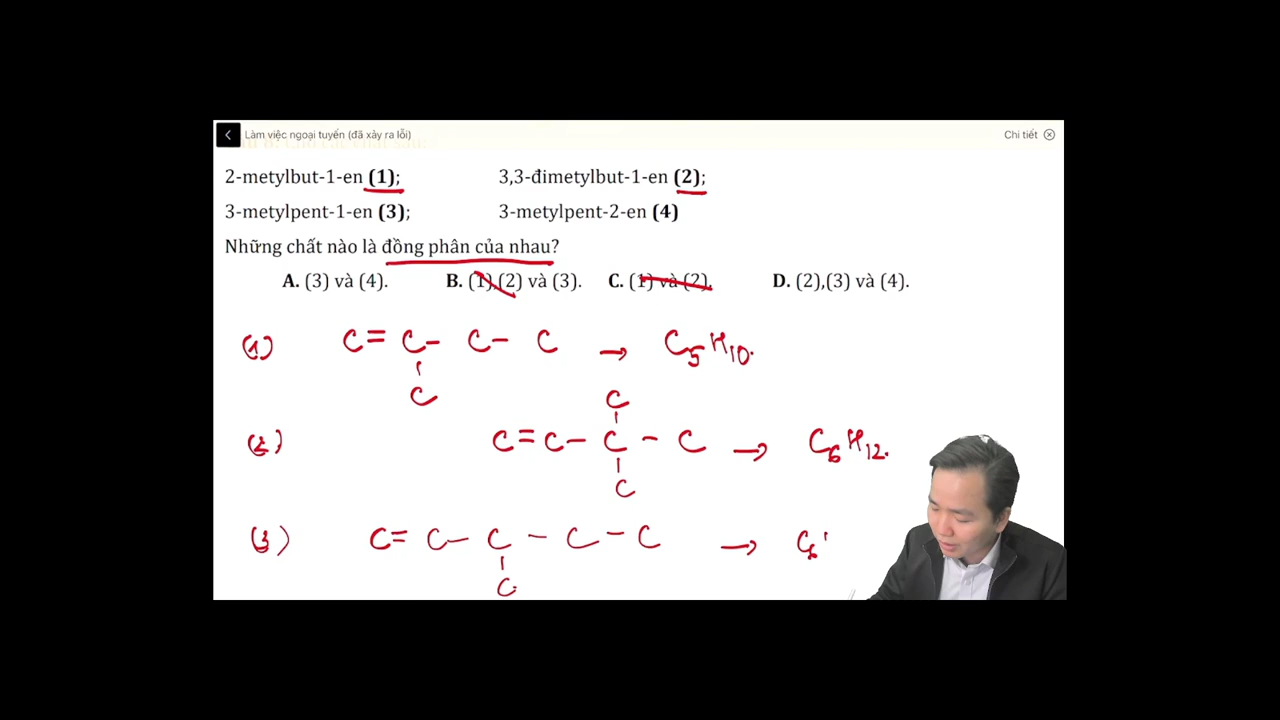 Làm việc ngoại tuyến (đã xảy ra lỗi) Chi tiết
2-metylbut-1-en (1); 3,3-đimetylbut-1-en (2);
3-metylpent-1-en (3); 3-metylpent-2-en (4)
Những chất nào là đồng phân của nhau?
A. (3) và (4). B. (1),(2) và (3). C. (1) và (2). D. (2),(3) và (4).
(1) C = C - C - C → C5H10.
C
C
(2) C = C - C - C → C6H12.
C
(3) C = C - C - C - C → C6
C